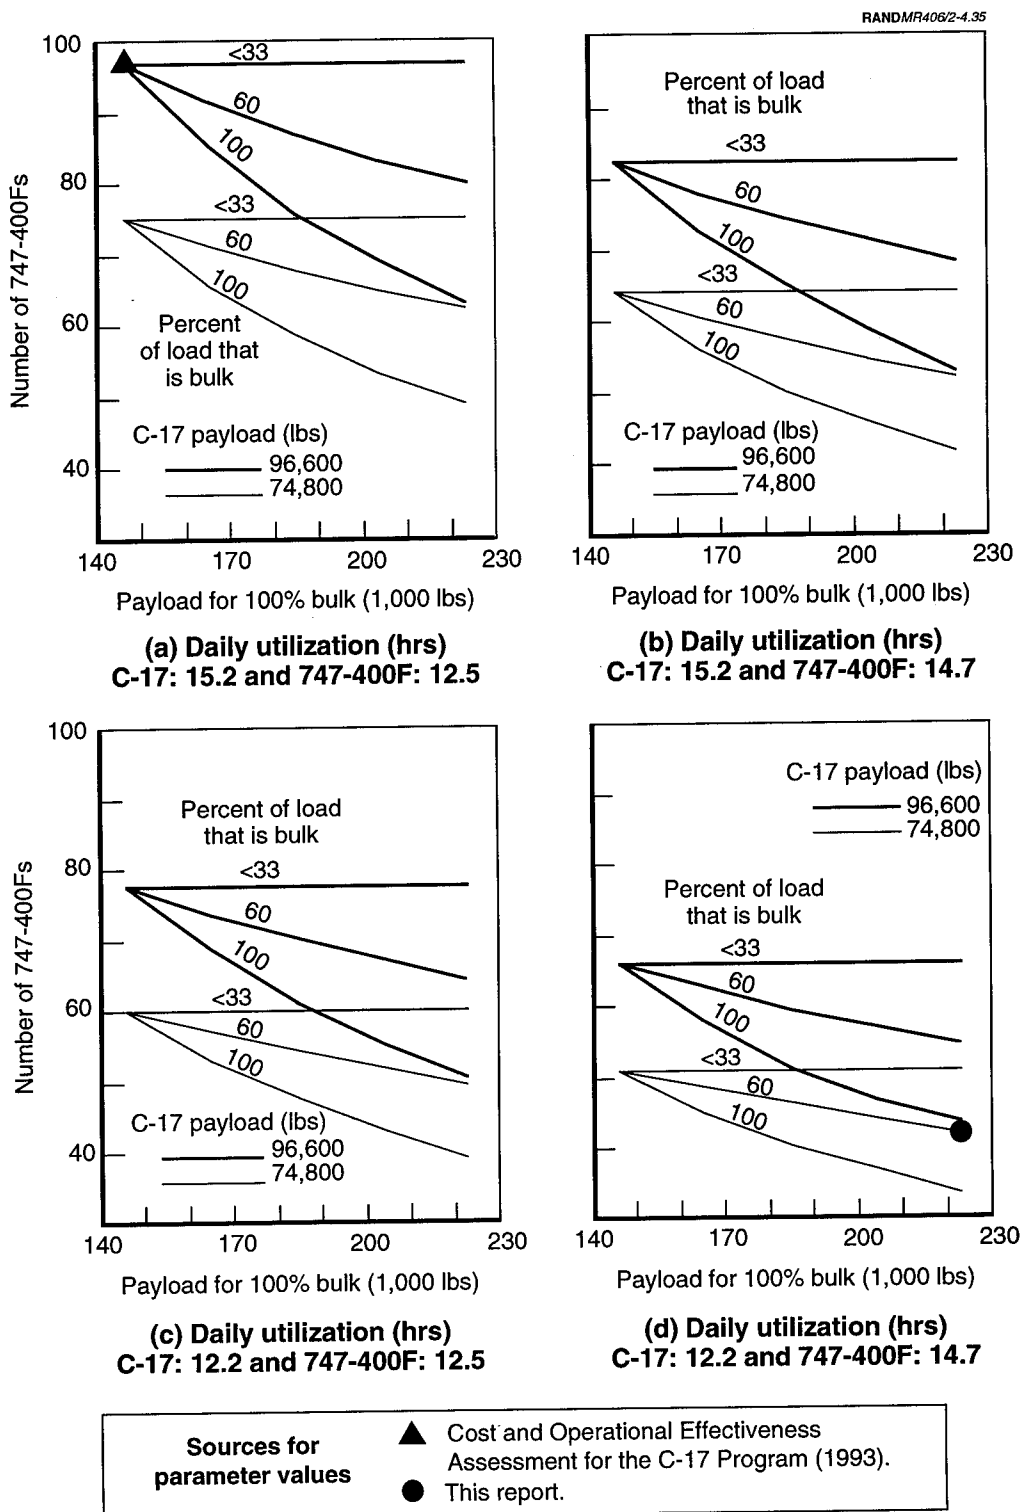 RANDMR406/2-4.35
Number of 747-400Fs
100
80
60
40
<33
60
100
<33
60
100
Percent
of load that
is bulk
C-17 payload (lbs)
96,600
74,800
140
170
200
230
Payload for 100% bulk (1,000 lbs)
(a) Daily utilization (hrs)
C-17: 15.2 and 747-400F: 12.5
Percent of load
that is bulk
<33
60
100
<33
60
100
C-17 payload (lbs)
96,600
74,800
140
170
200
230
Payload for 100% bulk (1,000 lbs)
(b) Daily utilization (hrs)
C-17: 15.2 and 747-400F: 14.7
Number of 747-400Fs
100
80
60
40
Percent of load
that is bulk
<33
60
100
<33
60
100
C-17 payload (lbs)
96,600
74,800
140
170
200
230
Payload for 100% bulk (1,000 lbs)
(c) Daily utilization (hrs)
C-17: 12.2 and 747-400F: 12.5
C-17 payload (lbs)
96,600
74,800
Percent of load
that is bulk
<33
60
100
<33
60
100
140
170
200
230
Payload for 100% bulk (1,000 lbs)
(d) Daily utilization (hrs)
C-17: 12.2 and 747-400F: 14.7
Sources for
parameter values
Cost and Operational Effectiveness
Assessment for the C-17 Program (1993).
This report.